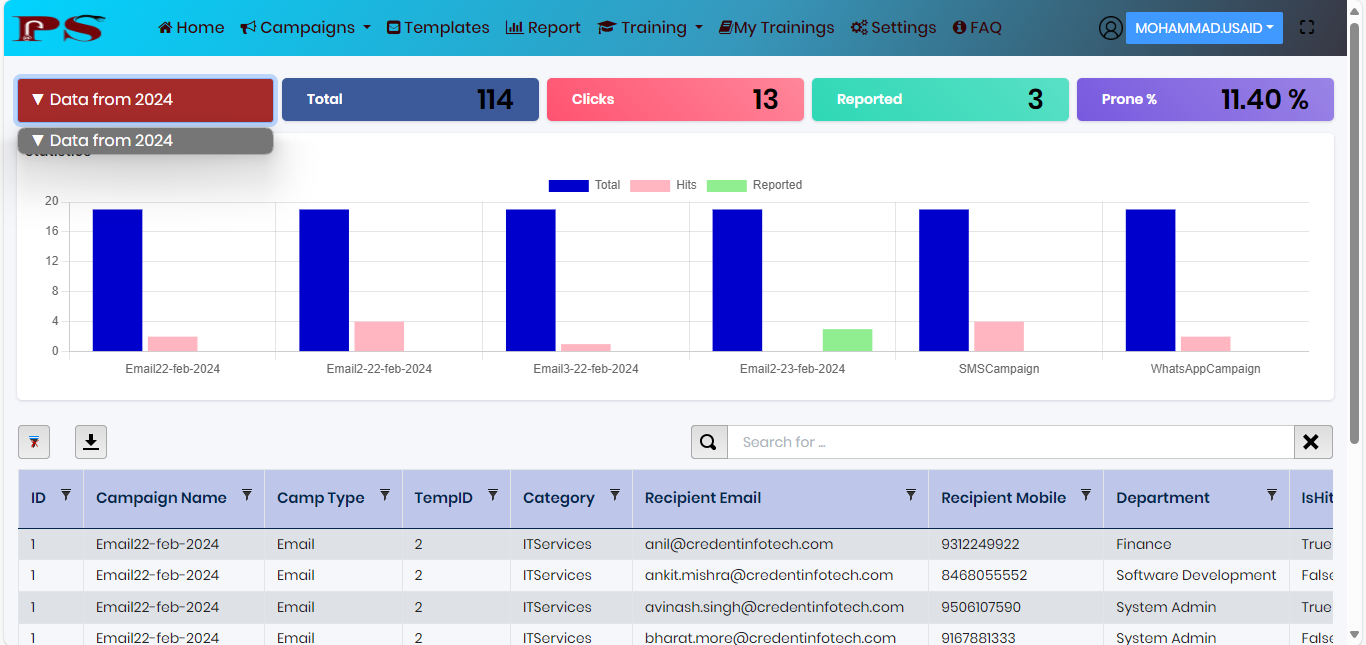 PS Home Campaigns Templates Report Training My Trainings Settings FAQ MOHAMMAD.USAID
▼ Data from 2024 Total 114 Clicks 13 Reported 3 Prone % 11.40 %
▼ Data from 2024
Statistics
Total Hits Reported
20
16
12
8
4
0
Email22-feb-2024 Email2-22-feb-2024 Email3-22-feb-2024 Email2-23-feb-2024 SMSCampaign WhatsAppCampaign
Search for ...
ID Campaign Name Camp Type TempID Category Recipient Email Recipient Mobile Department IsHit
1 Email22-feb-2024 Email 2 ITServices anil@credentinfotech.com 9312249922 Finance True
1 Email22-feb-2024 Email 2 ITServices ankit.mishra@credentinfotech.com 8468055552 Software Development False
1 Email22-feb-2024 Email 2 ITServices avinash.singh@credentinfotech.com 9506107590 System Admin True
1 Email22-feb-2024 Email 2 ITServices bharat.more@credentinfotech.com 9167881333 System Admin False